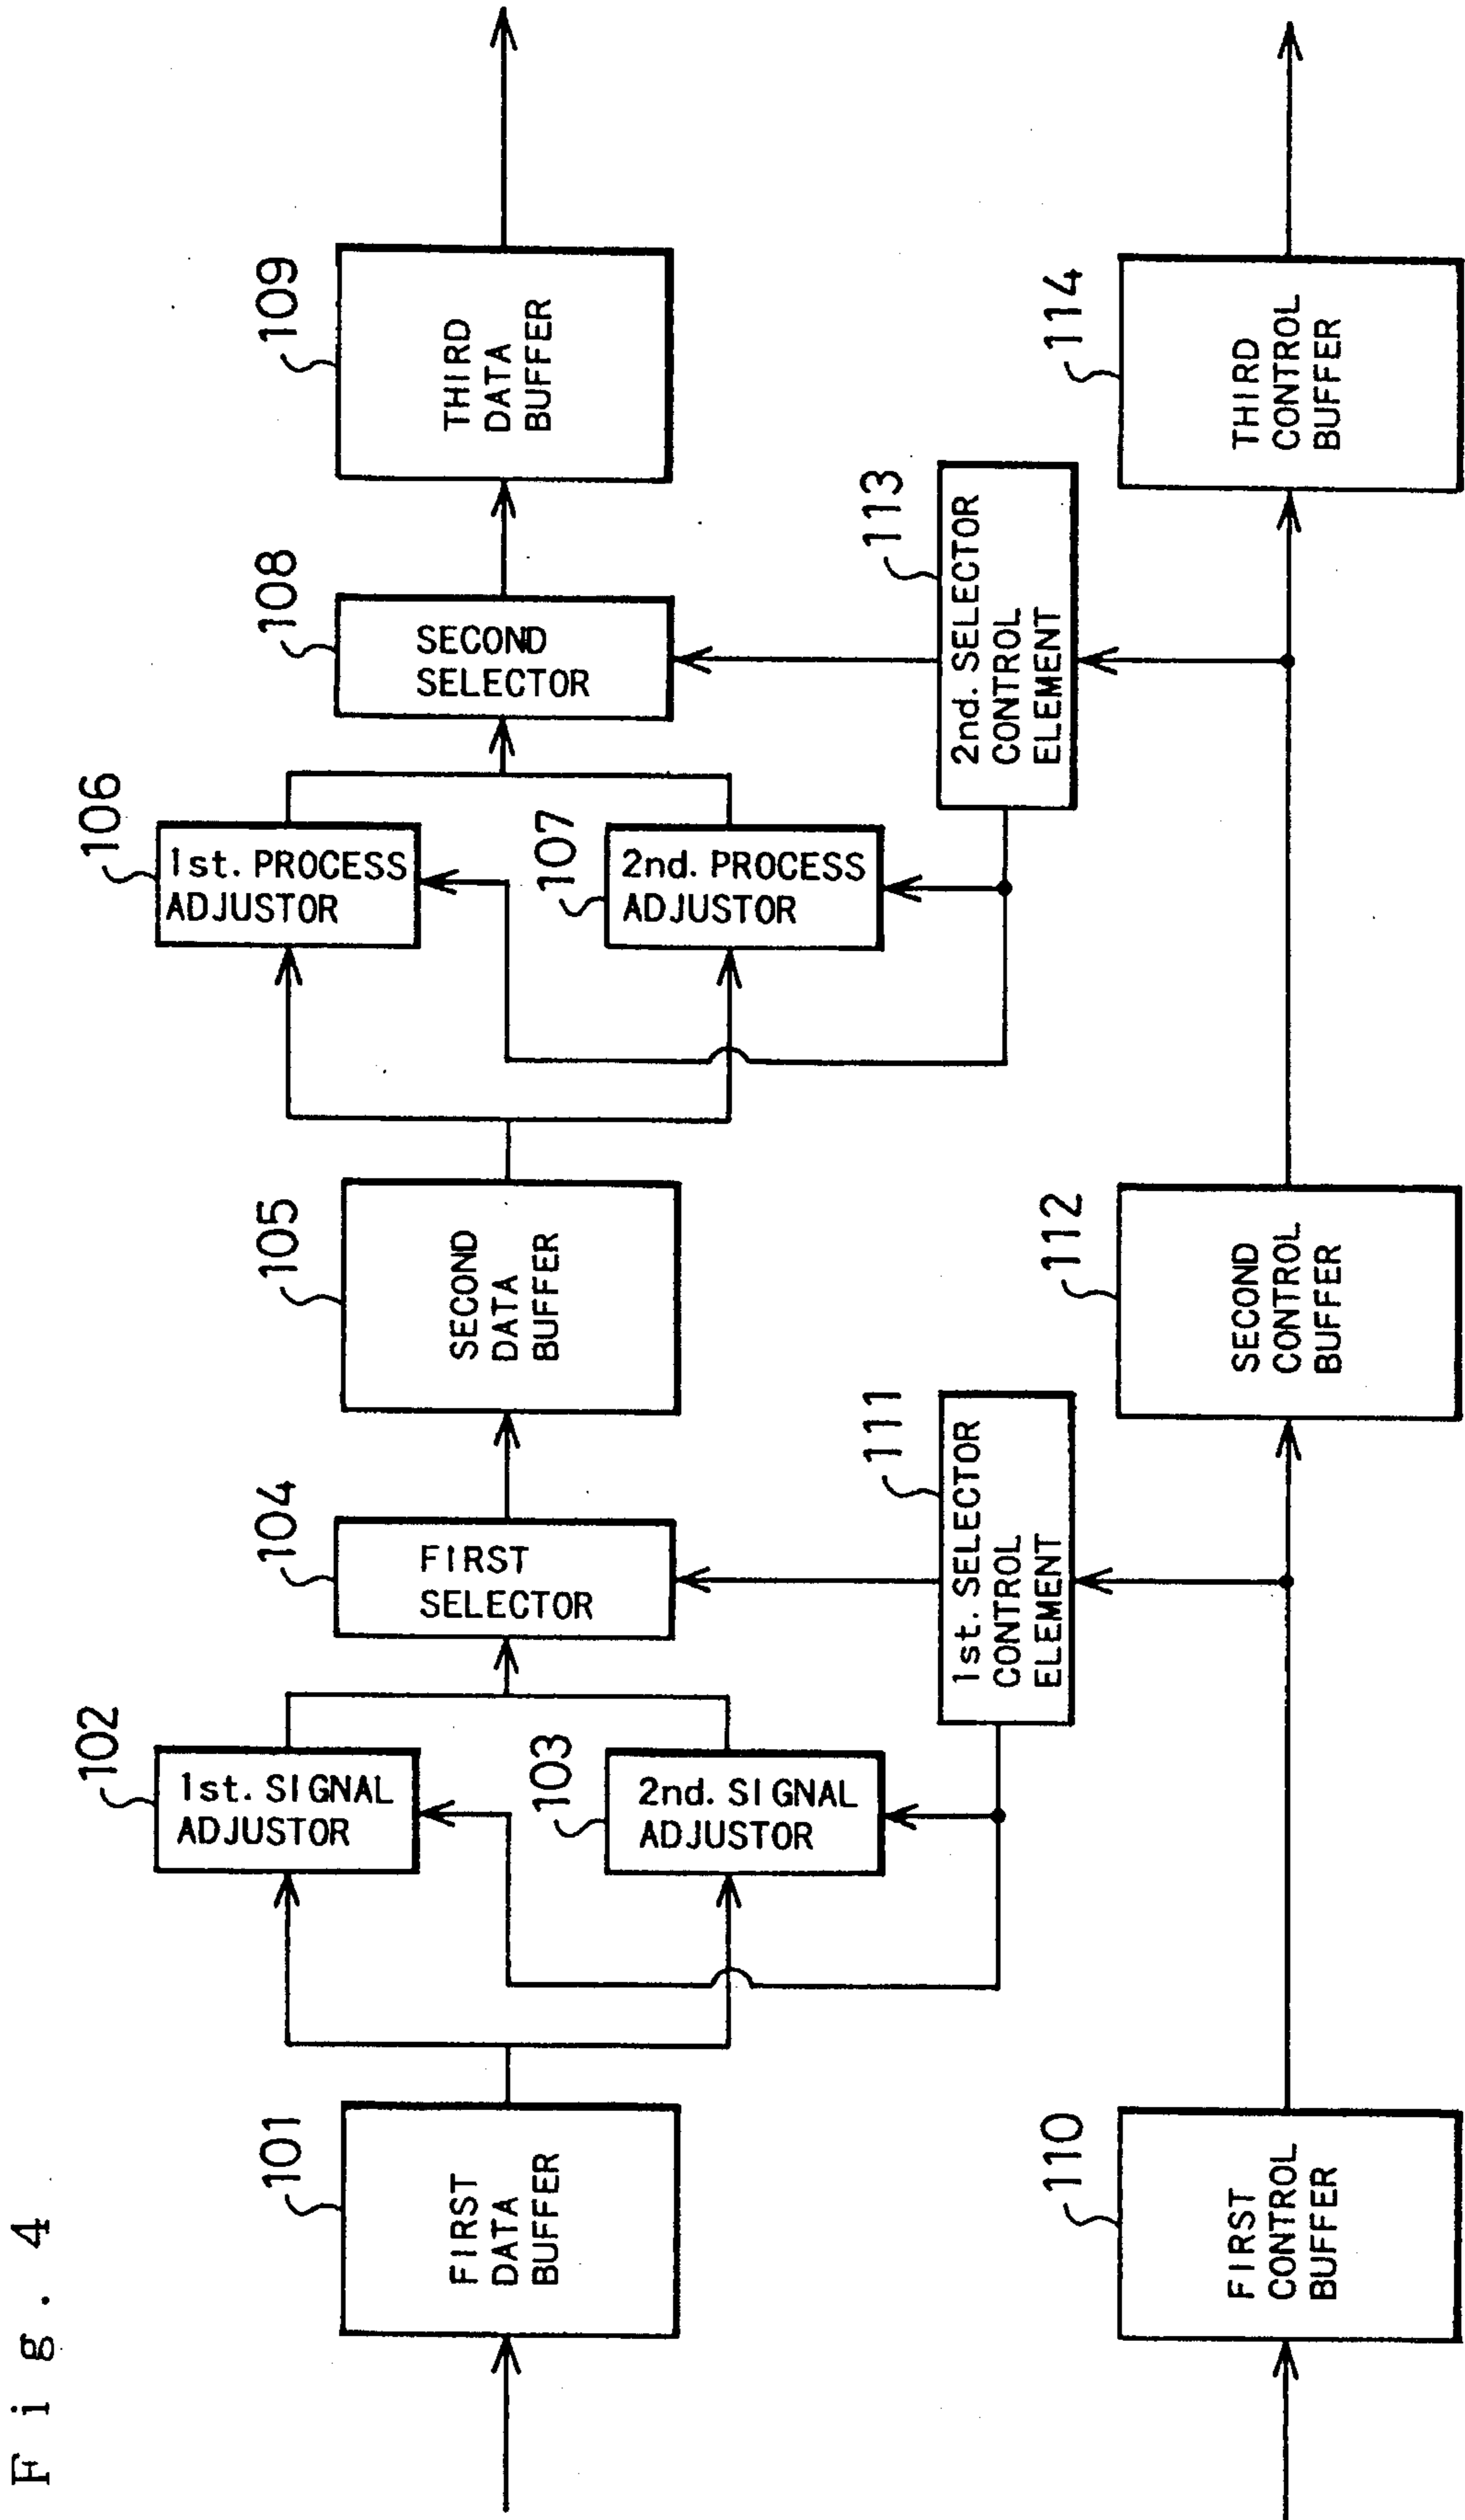 Fig. 4
101
FIRST
DATA
BUFFER
102
1st. SIGNAL
ADJUSTOR
103
2nd. SIGNAL
ADJUSTOR
104
FIRST
SELECTOR
105
SECOND
DATA
BUFFER
106
1st. PROCESS
ADJUSTOR
107
2nd. PROCESS
ADJUSTOR
108
SECOND
SELECTOR
109
THIRD
DATA
BUFFER
110
FIRST
CONTROL
BUFFER
111
1st. SELECTOR
CONTROL
ELEMENT
112
SECOND
CONTROL
BUFFER
113
2nd. SELECTOR
CONTROL
ELEMENT
114
THIRD
CONTROL
BUFFER